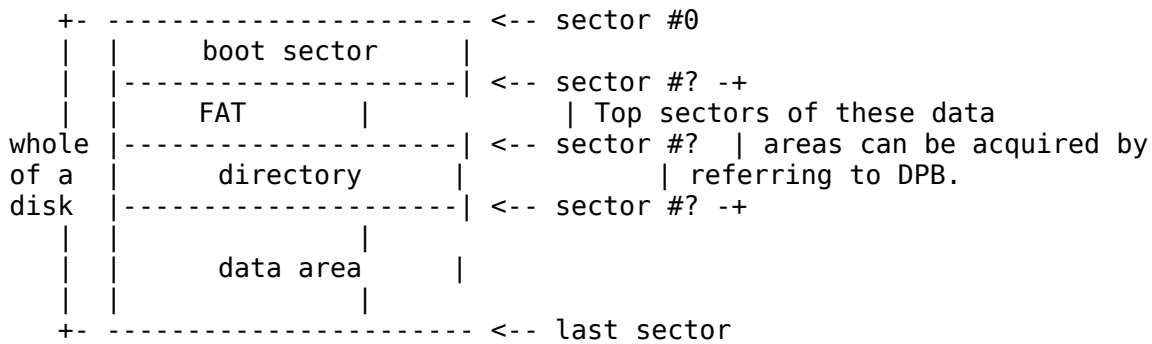 +- ----------------------- <-- sector #0
| | boot sector |
| |----------------------| <-- sector #? -+
| | FAT | | Top sectors of these data
whole |----------------------| <-- sector #? | areas can be acquired by
of a | directory | | referring to DPB.
disk |----------------------| <-- sector #? -+
| | |
| | data area |
| | |
+- ----------------------- <-- last sector